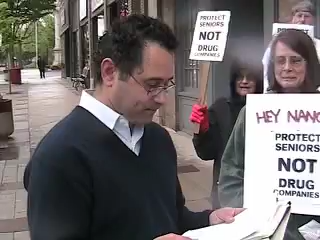 PROTECT
SENIORS
NOT
DRUG
COMPANIES
HEY NANC
PROTECT
SENIORS
NOT
DRUG
COMPANIES